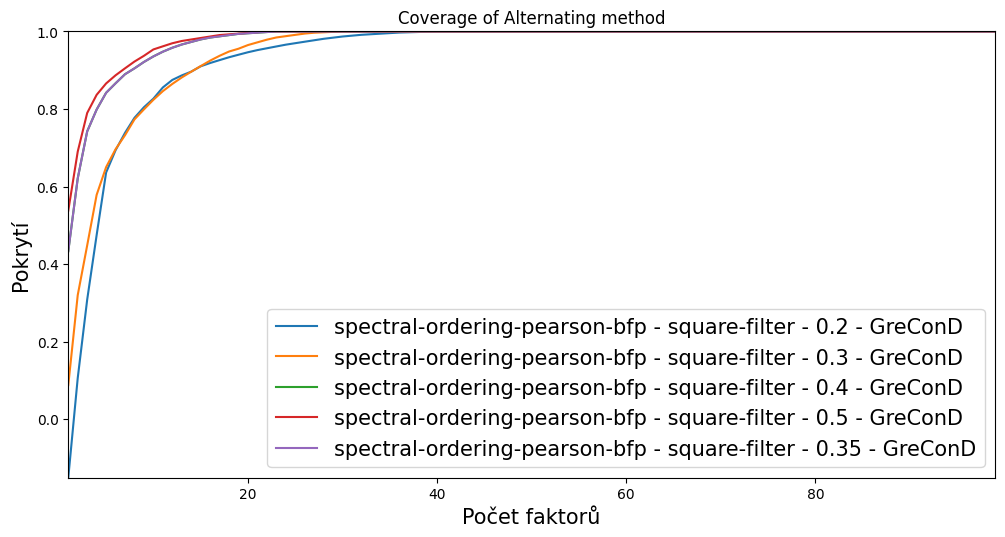 Coverage of Alternating method
1.0
0.8
0.6
0.4
0.2
0.0
Pokrytí
spectral-ordering-pearson-bfp - square-filter - 0.2 - GreConD
spectral-ordering-pearson-bfp - square-filter - 0.3 - GreConD
spectral-ordering-pearson-bfp - square-filter - 0.4 - GreConD
spectral-ordering-pearson-bfp - square-filter - 0.5 - GreConD
spectral-ordering-pearson-bfp - square-filter - 0.35 - GreConD
20 40 60 80
Počet faktorů